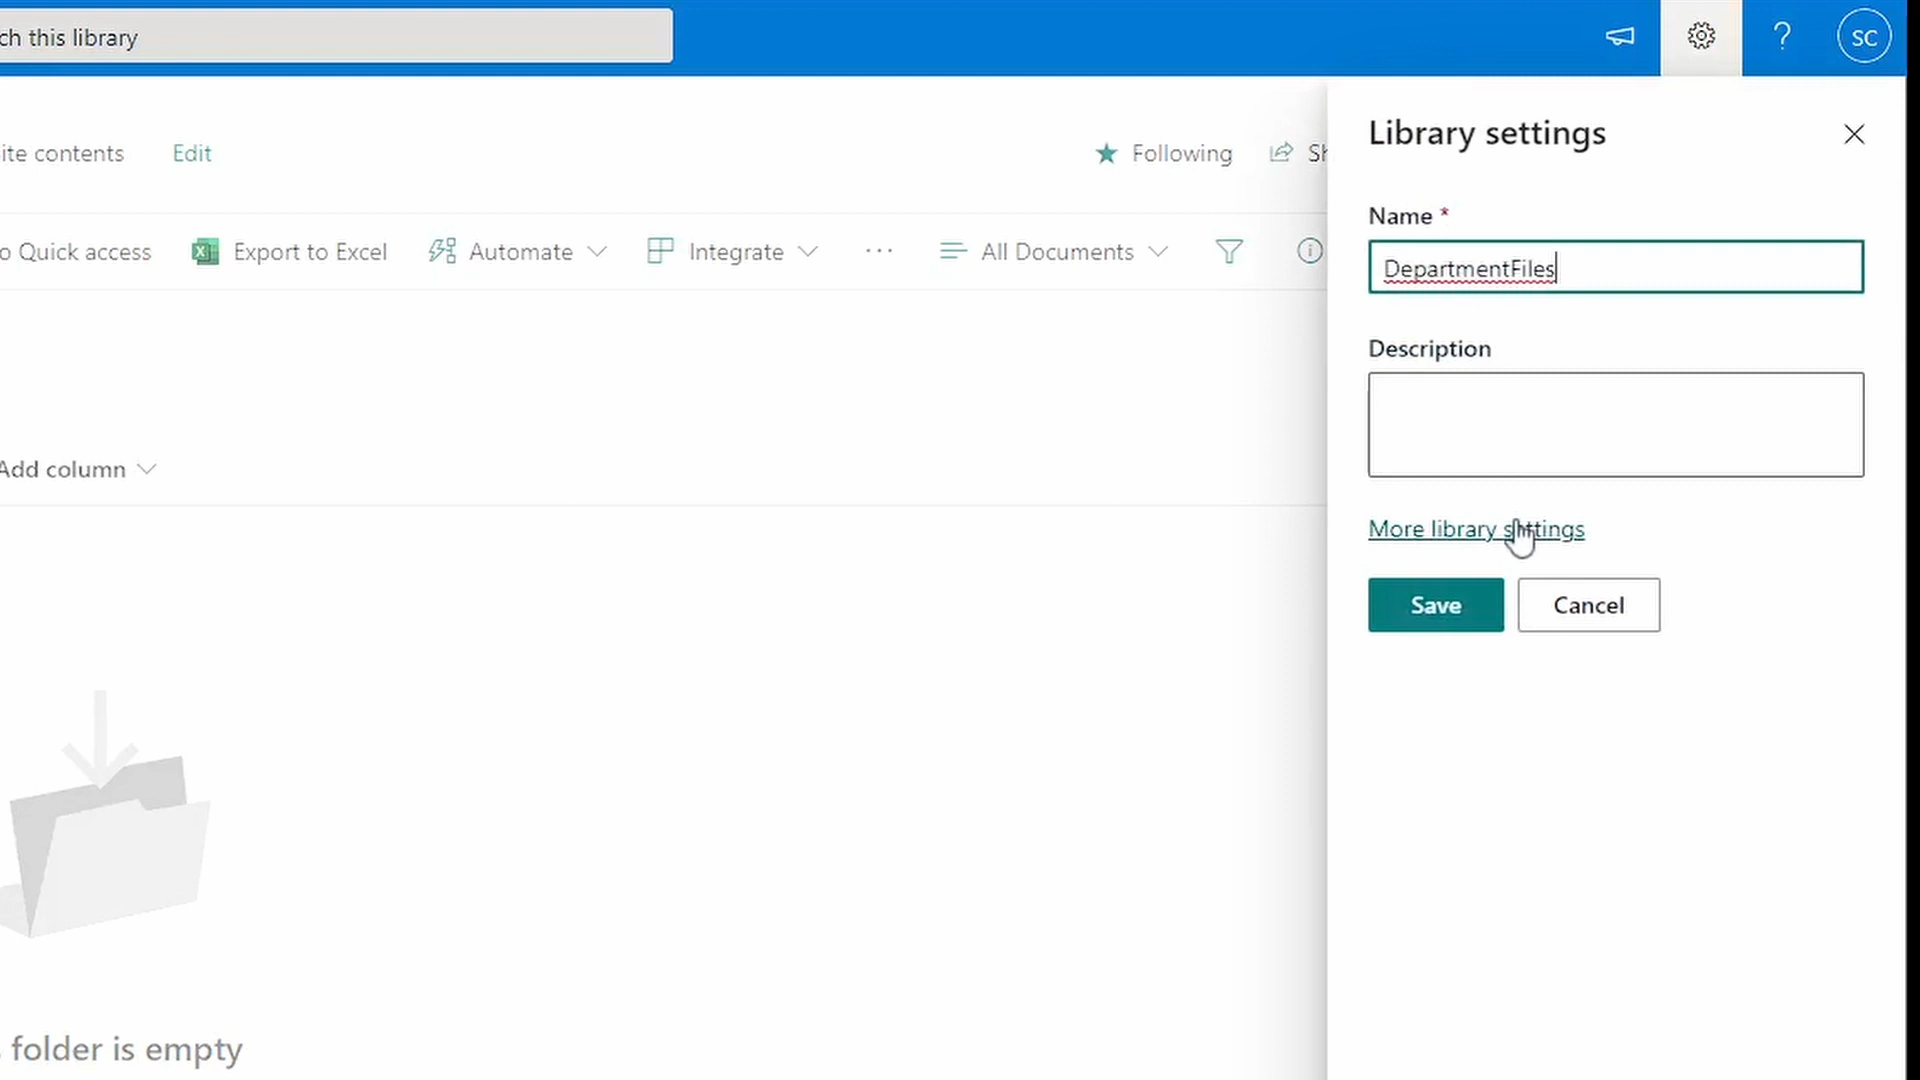 ch this library
SC
ite contents
Edit
Following
Sh
Library settings
Name *
DepartmentFiles
o Quick access
Export to Excel
Automate
Integrate
···
All Documents
Description
Add column
More library settings
Save
Cancel
folder is empty